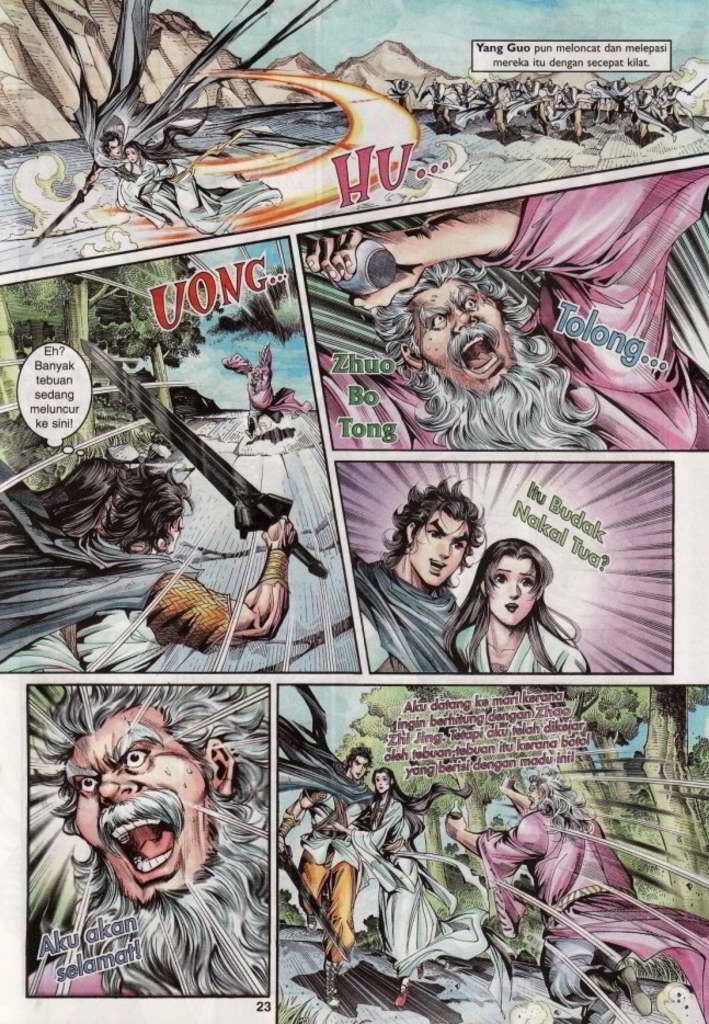 Yang Guo pun meloncat dan melepasi
mereka itu dengan secepat kilat.
HU...
UONG...
Eh?
Banyak
tebuan
sedang
meluncur
ke sini!
Tolong...
Zhuo
Bo
Tong
Itu Budak
Nakal Tua?
Aku akan
selamat!
Aku datang ke mari kerana
ingin berhitung dengan Zhao
Zhi Jing. Tetapi aku telah dikejar
oleh tebuan-tebuan itu kerana botol
yang berisi dengan madu ini!
23